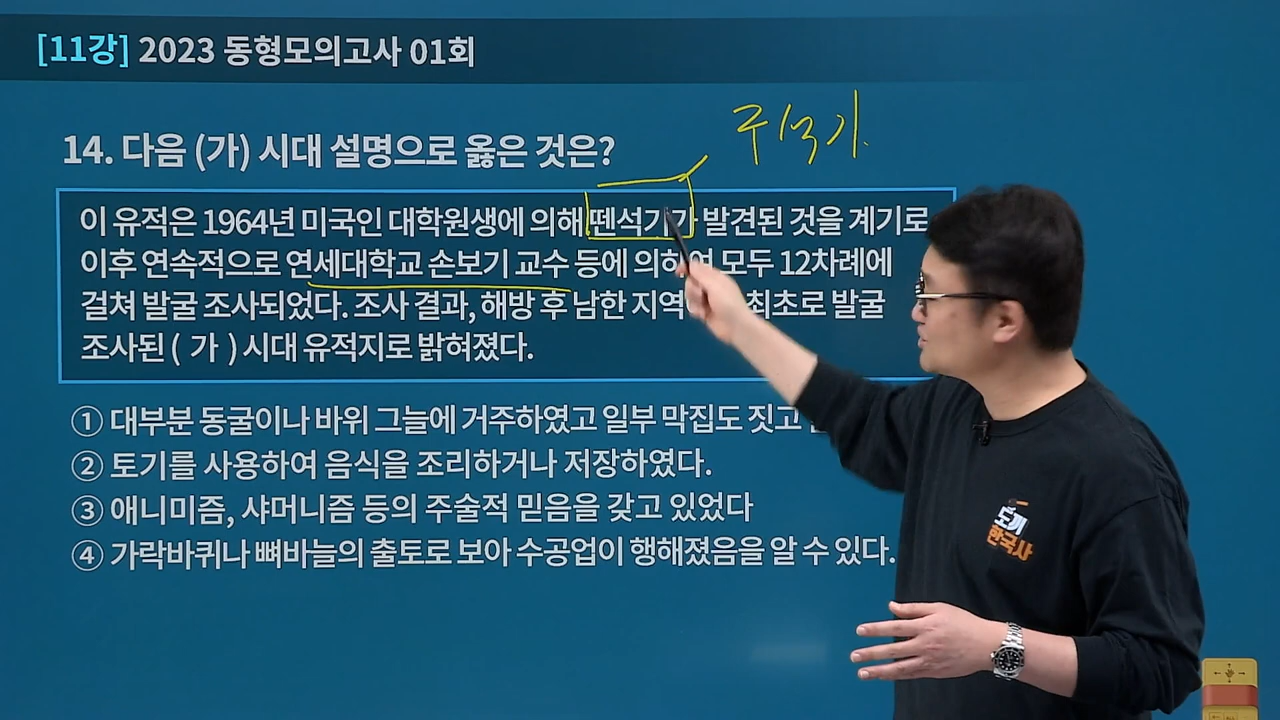 [11강] 2023 동형모의고사 01회
구석기
14. 다음 (가) 시대 설명으로 옳은 것은?
이 유적은 1964년 미국인 대학원생에 의해 뗀석기가 발견된 것을 계기로
이후 연속적으로 연세대학교 손보기 교수 등에 의하여 모두 12차례에
걸쳐 발굴 조사되었다. 조사 결과, 해방 후 남한 지역 최초로 발굴
조사된 ( 가 ) 시대 유적지로 밝혀졌다.
① 대부분 동굴이나 바위 그늘에 거주하였고 일부 막집도 짓고
② 토기를 사용하여 음식을 조리하거나 저장하였다.
③ 애니미즘, 샤머니즘 등의 주술적 믿음을 갖고 있었다
④ 가락바퀴나 뼈바늘의 출토로 보아 수공업이 행해졌음을 알 수 있다.
도끼
한국사